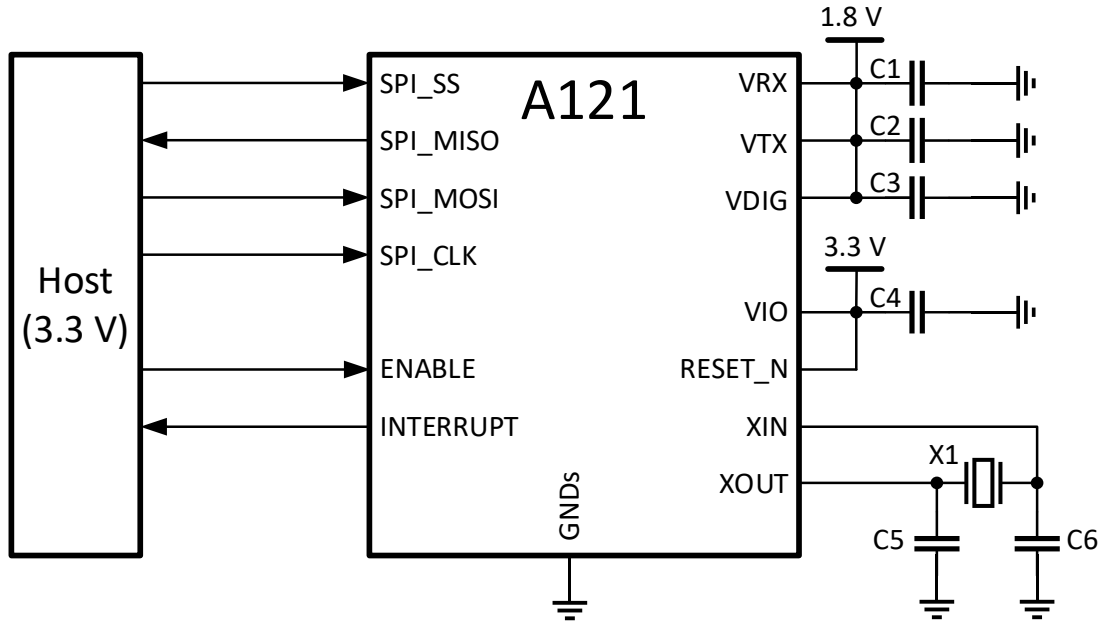 1.8 V
SPI_SS
A121
VRX
C1
SPI_MISO
VTX
C2
SPI_MOSI
VDIG
C3
SPI_CLK
3.3 V
Host
(3.3 V)
VIO
C4
ENABLE
RESET_N
INTERRUPT
XIN
XOUT
X1
GNDs
C5
C6